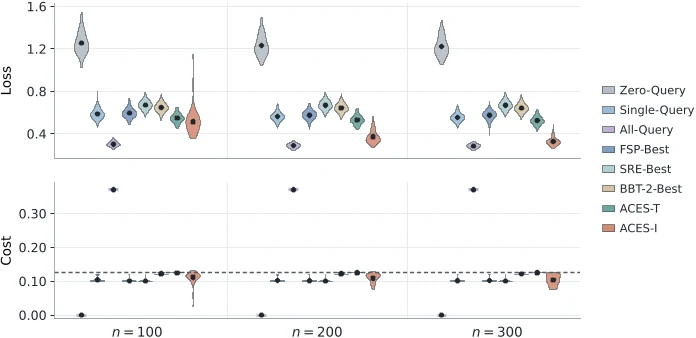 Loss
1.6
1.2
0.8
0.4
Cost
0.30
0.20
0.10
0.00
n = 100
n = 200
n = 300
Zero-Query
Single-Query
All-Query
FSP-Best
SRE-Best
BBT-2-Best
ACES-T
ACES-I